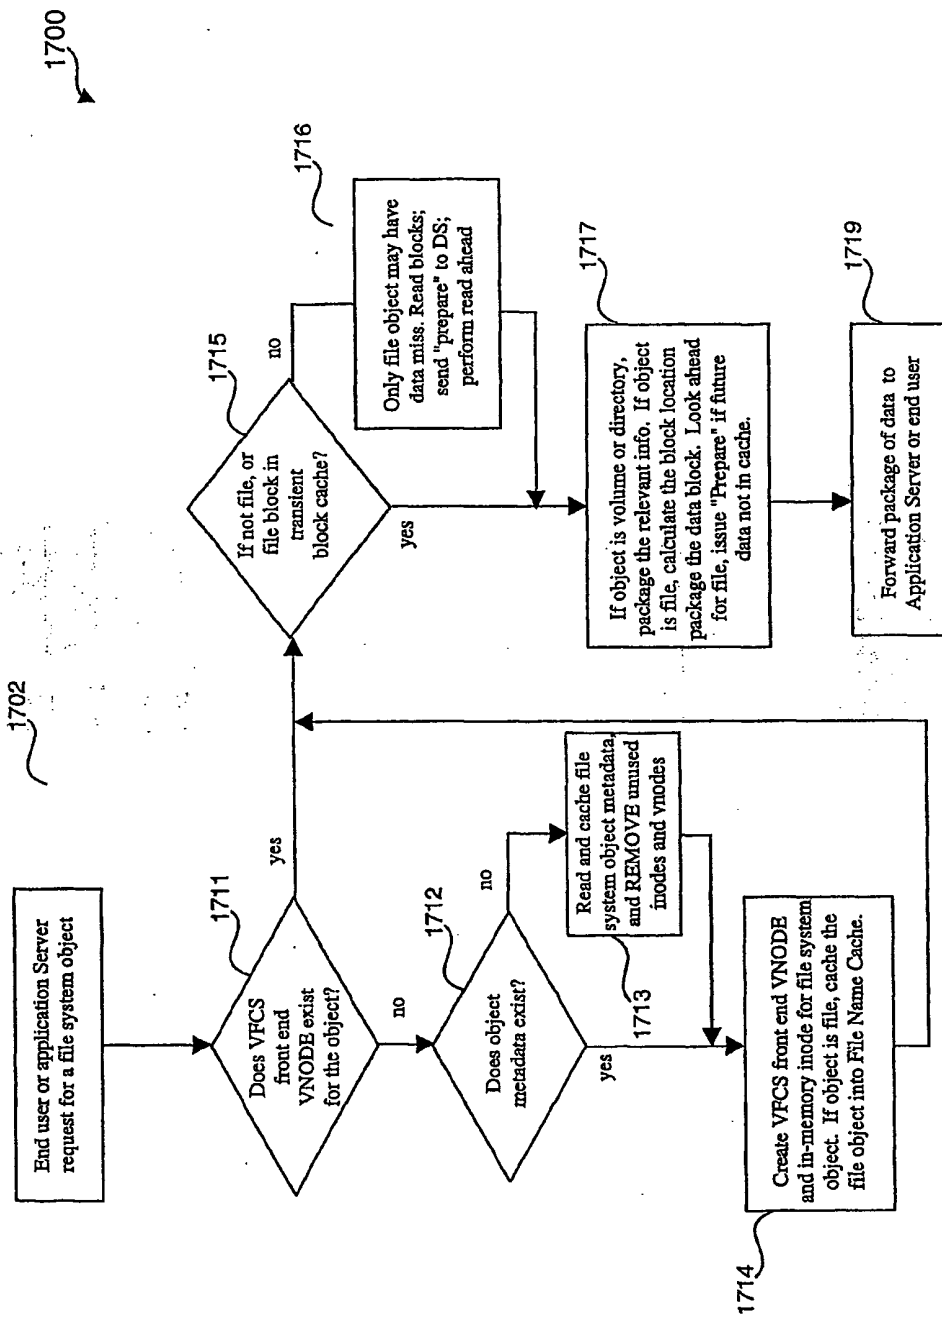 1700
1702
End user or application Server
request for a file system object
1711
Does VFCS
front end
VNODE exist
for the object?
yes
no
1712
Does object
metadata exist?
no
yes
Read and cache file
system object metadata,
and REMOVE unused
inodes and vnodes
1713
Create VFCS front end VNODE
and in-memory inode for file system
object. If object is file, cache the
file object into File Name Cache.
1714
1715
If not file, or
file block in
transient
block cache?
no
yes
1716
Only file object may have
data miss. Read blocks;
send "prepare" to DS;
perform read ahead
1717
If object is volume or directory,
package the relevant info. If object
is file, calculate the block location
package the data block. Look ahead
for file, issue "Prepare" if future
data not in cache.
1719
Forward package of data to
Application Server or end user